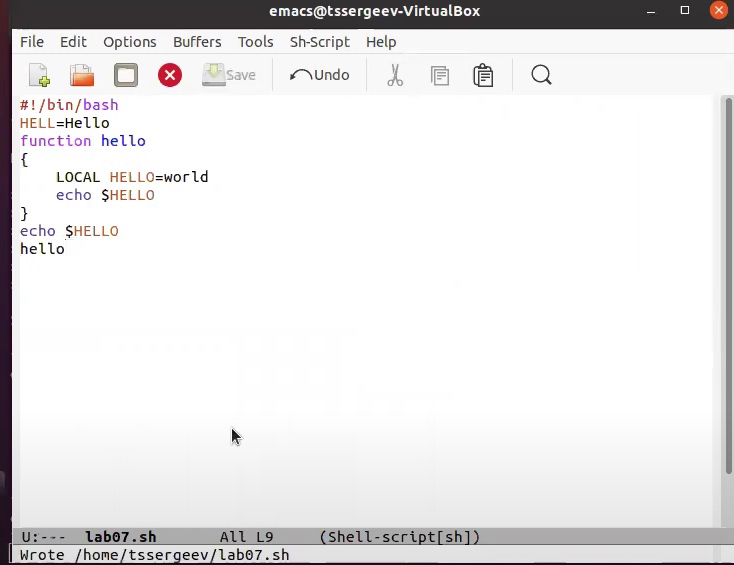 emacs@tssergeev-VirtualBox
File Edit Options Buffers Tools Sh-Script Help
Save Undo
#!/bin/bash
HELL=Hello
function hello
{
    LOCAL HELLO=world
    echo $HELLO
}
echo $HELLO
hello
U:--- lab07.sh All L9 (Shell-script[sh])
Wrote /home/tssergeev/lab07.sh